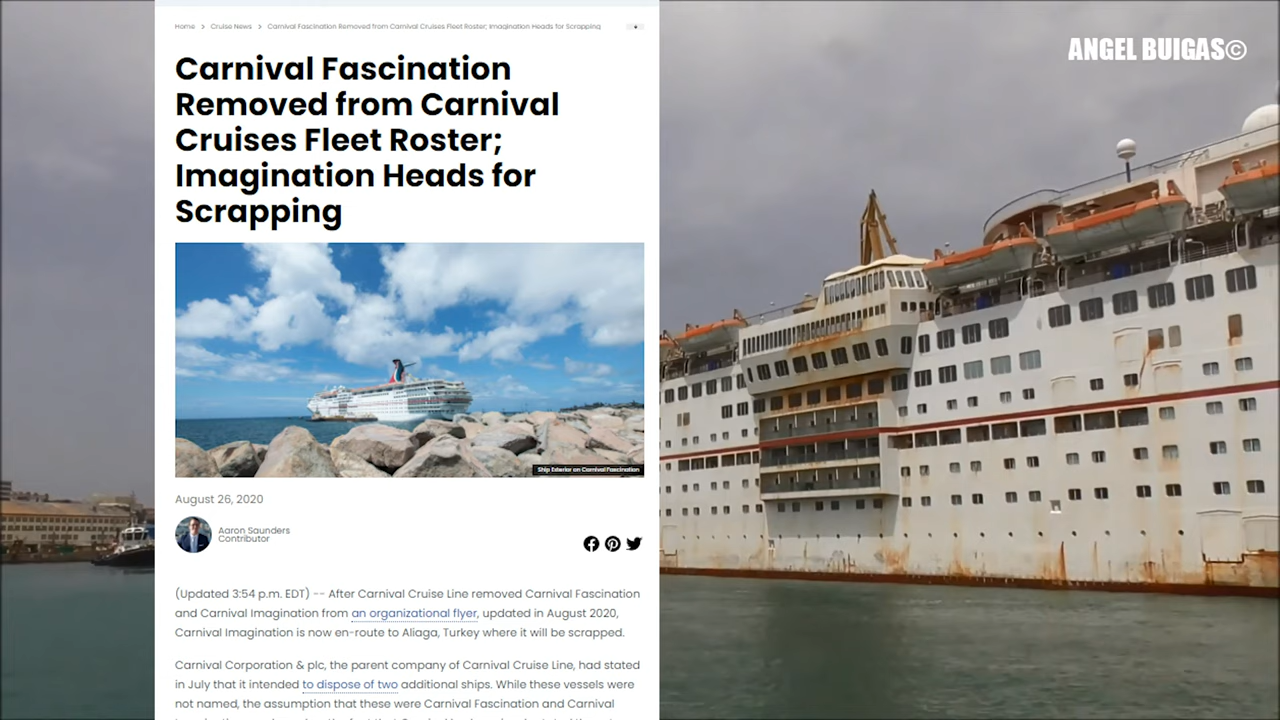 Home > Cruise News > Carnival Fascination Removed from Carnival Cruises Fleet Roster; Imagination Heads for Scrapping
ANGEL BUIGAS©
Carnival Fascination
Removed from Carnival
Cruises Fleet Roster;
Imagination Heads for
Scrapping
Ship Exterior on Carnival Fascination
August 26, 2020
Aaron Saunders
Contributor
(Updated 3:54 p.m. EDT) -- After Carnival Cruise Line removed Carnival Fascination
and Carnival Imagination from an organizational flyer, updated in August 2020,
Carnival Imagination is now en-route to Aliaga, Turkey where it will be scrapped.
Carnival Corporation & plc, the parent company of Carnival Cruise Line, had stated
in July that it intended to dispose of two additional ships. While these vessels were
not named, the assumption that these were Carnival Fascination and Carnival